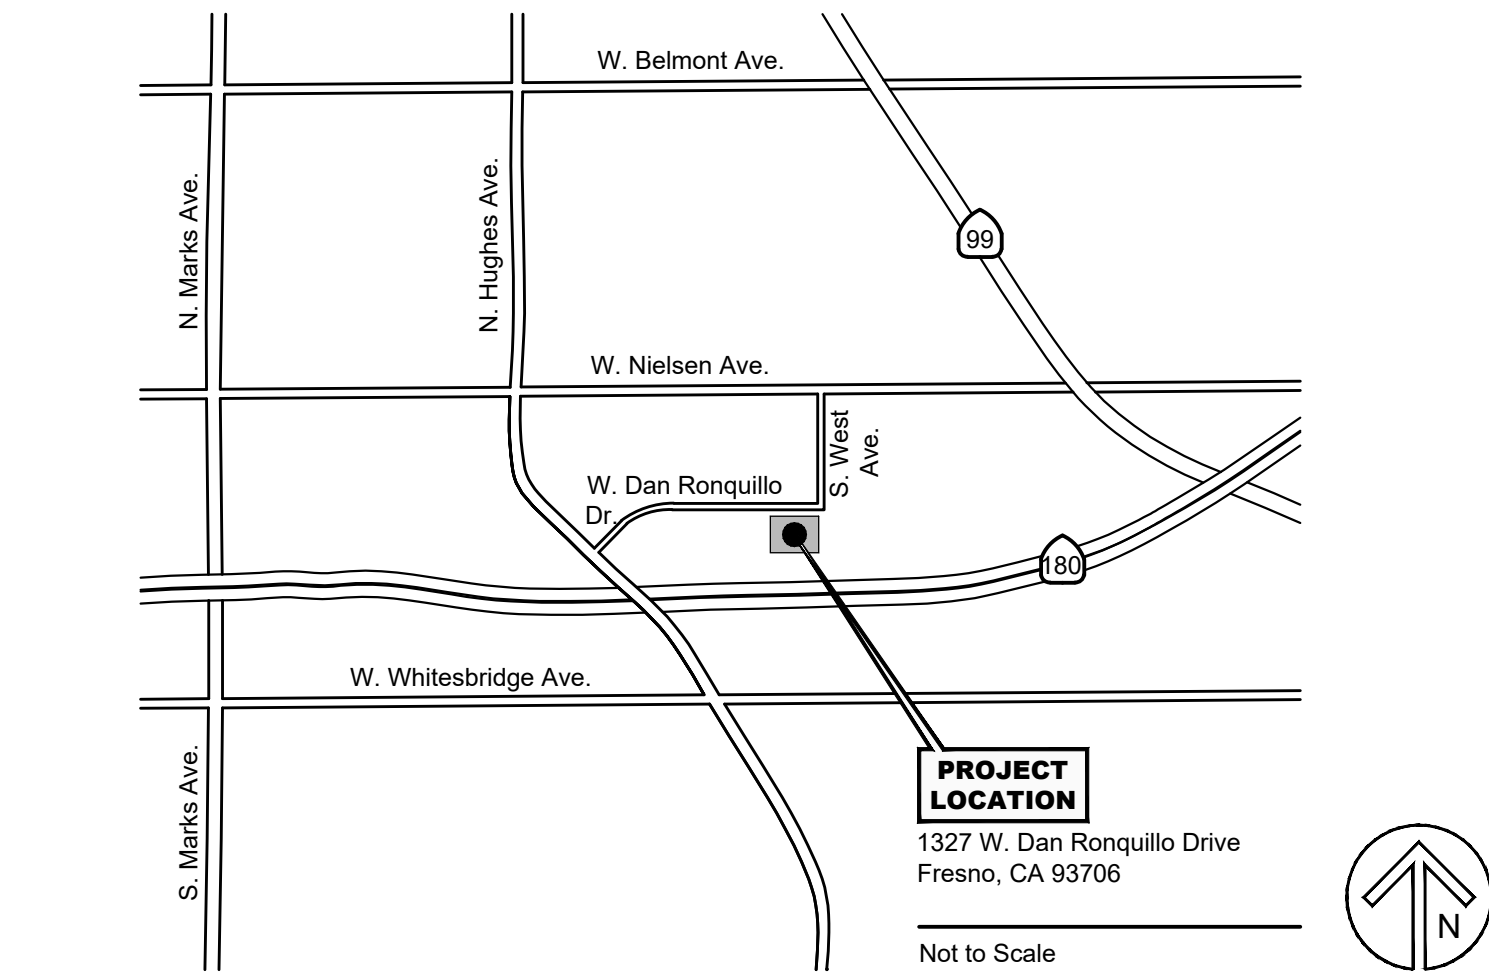 W. Belmont Ave.
N. Marks Ave.
N. Hughes Ave.
99
W. Nielsen Ave.
S. West
Ave.
W. Dan Ronquillo
Dr.
180
W. Whitesbridge Ave.
S. Marks Ave.
PROJECT
LOCATION
1327 W. Dan Ronquillo Drive
Fresno, CA 93706
N
Not to Scale